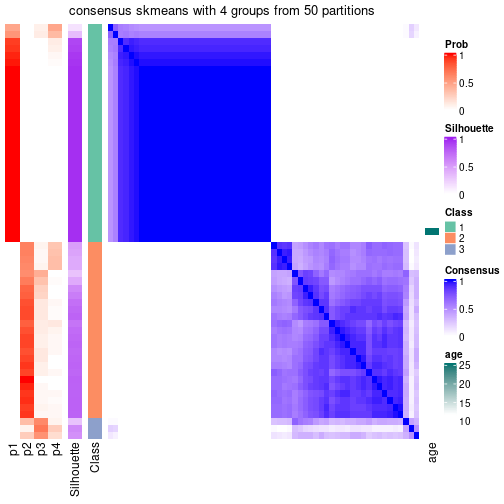 consensus skmeans with 4 groups from 50 partitions
Prob
1
0.5
0
Silhouette
1
0.5
0
Class
1
2
3
Consensus
1
0.5
0
age
25
20
15
10
p1
p2
p3
p4
Silhouette
Class
age